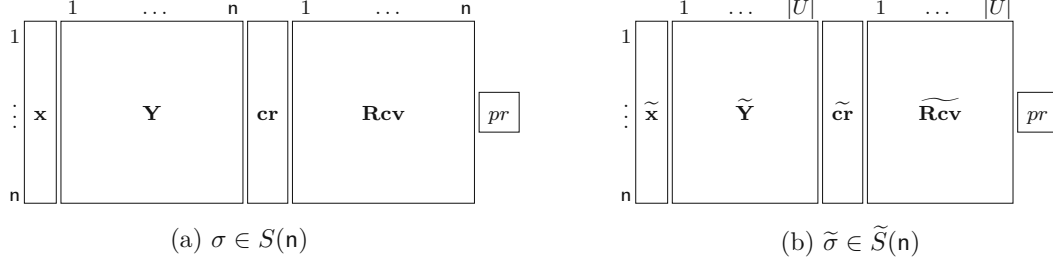 1 … n 1 … n 1 … |U| 1 … |U|
1 1
⋮ x Y cr Rcv pr ⋮ x̃ Ỹ c͠r R͠cv pr
n n
(a) σ ∈ S(n) (b) σ̃ ∈ S̃(n)